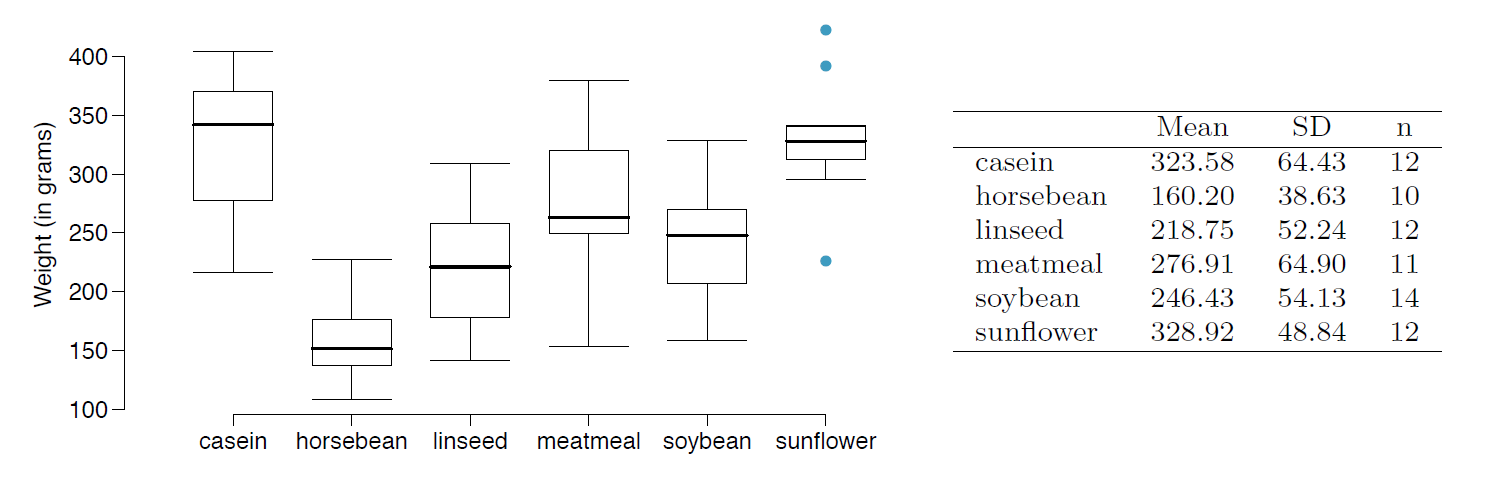 Weight (in grams)
400
350
300
250
200
150
100
casein horsebean linseed meatmeal soybean sunflower
Mean SD n
casein 323.58 64.43 12
horsebean 160.20 38.63 10
linseed 218.75 52.24 12
meatmeal 276.91 64.90 11
soybean 246.43 54.13 14
sunflower 328.92 48.84 12